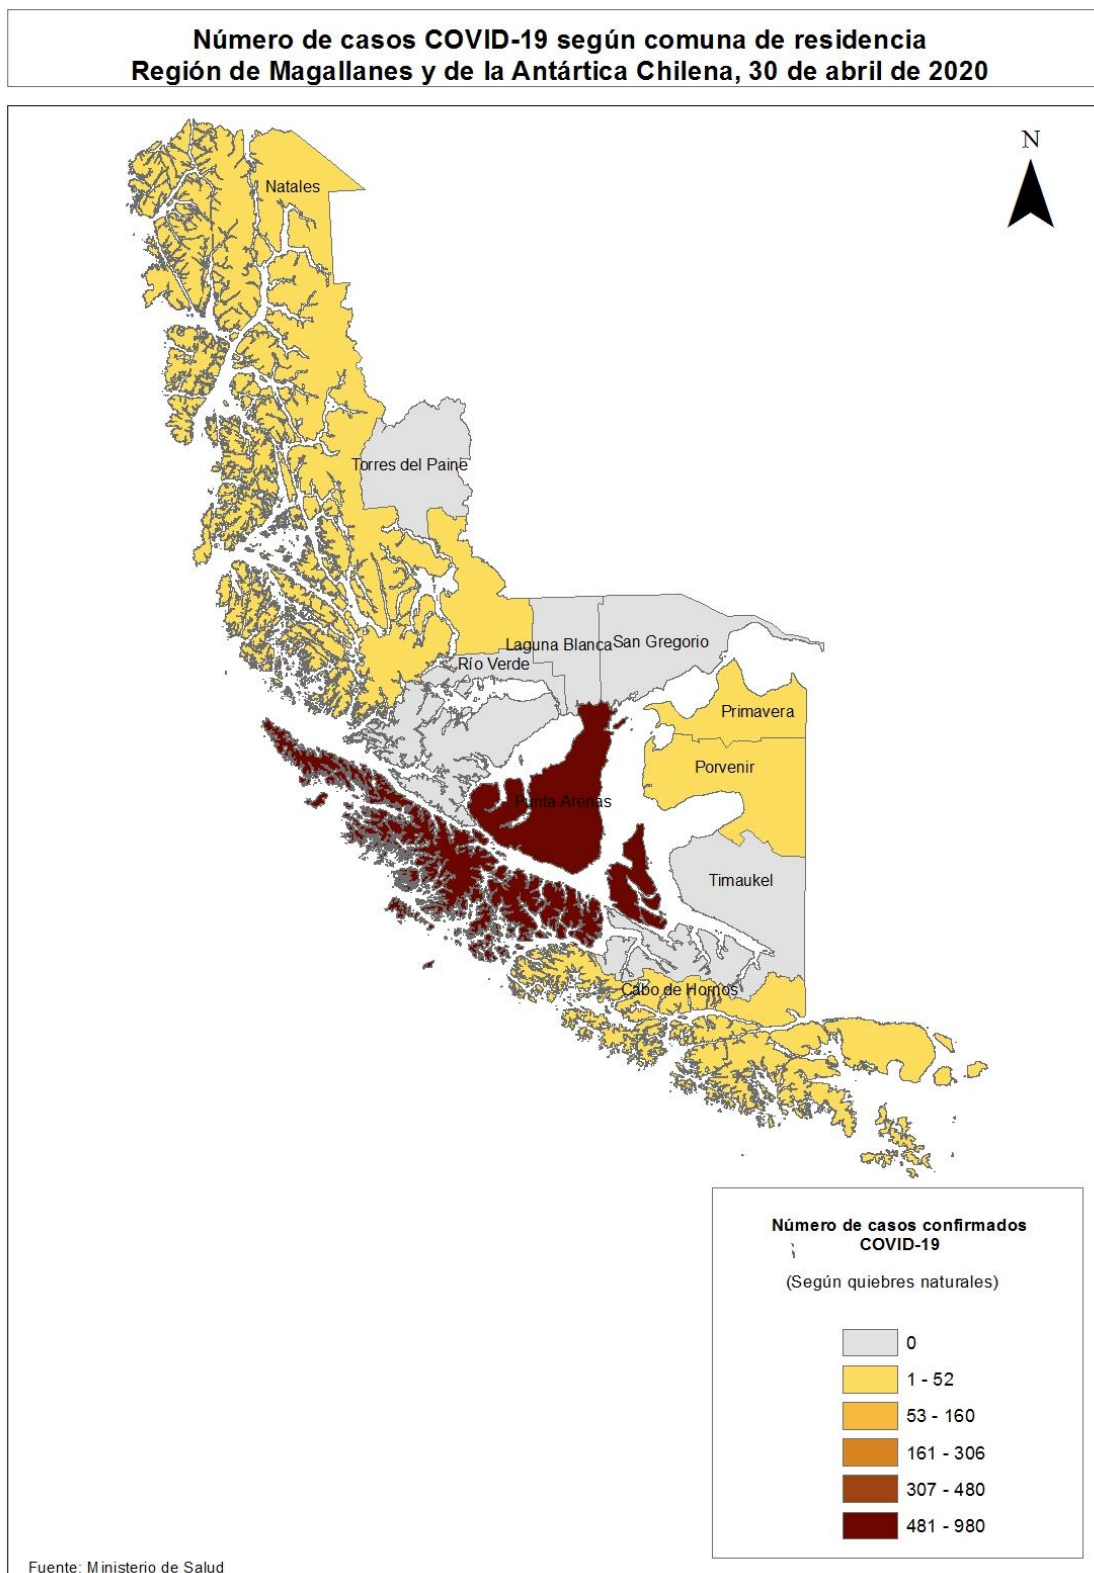 Número de casos COVID-19 según comuna de residencia
Región de Magallanes y de la Antártica Chilena, 30 de abril de 2020
N
Natales
Torres del Paine
Laguna Blanca
San Gregorio
Río Verde
Primavera
Porvenir
Punta Arenas
Timaukel
Cabo de Hornos
Número de casos confirmados
COVID-19
(Según quiebres naturales)
0
1 - 52
53 - 160
161 - 306
307 - 480
481 - 980
Fuente: Ministerio de Salud